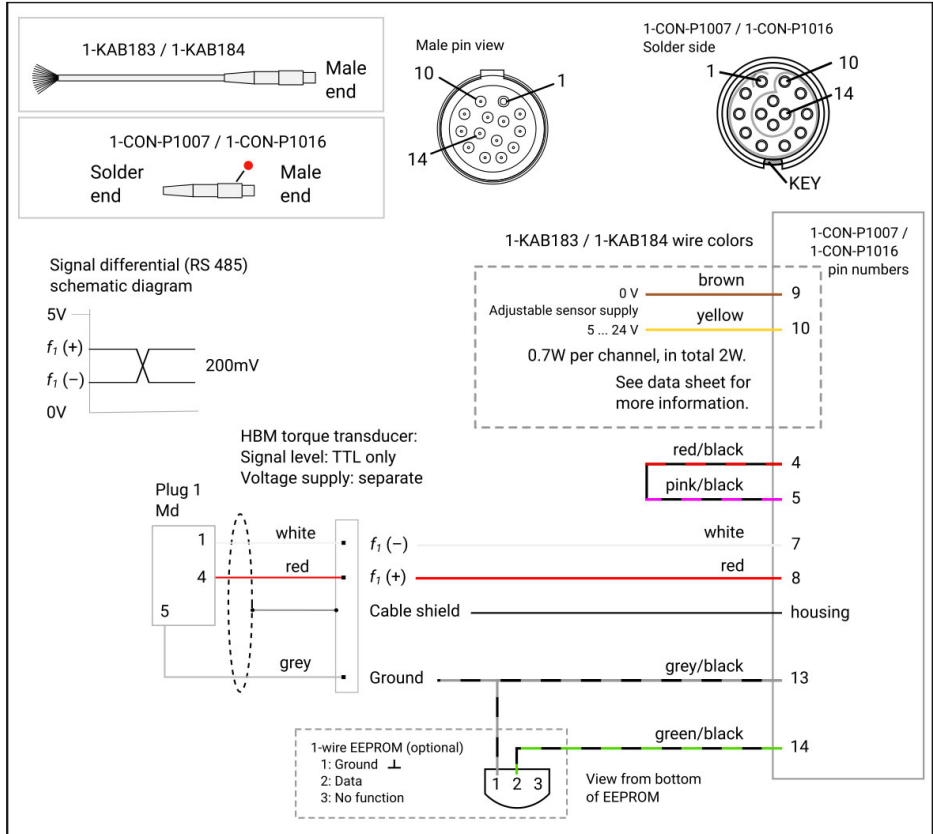 1-KAB183 / 1-KAB184
Male
end
1-CON-P1007 / 1-CON-P1016
Solder
end
Male
end
Male pin view
10
1
14
1-CON-P1007 / 1-CON-P1016
Solder side
1
10
14
KEY
Signal differential (RS 485)
schematic diagram
5V
f₁ (+)
f₁ (−)
0V
200mV
1-KAB183 / 1-KAB184 wire colors
1-CON-P1007 /
1-CON-P1016
pin numbers
brown
0 V
9
Adjustable sensor supply
yellow
5 ... 24 V
10
0.7W per channel, in total 2W.
See data sheet for
more information.
HBM torque transducer:
Signal level: TTL only
Voltage supply: separate
red/black
4
pink/black
5
Plug 1
Md
1
white
f₁ (−)
white
7
4
red
f₁ (+)
red
8
5
Cable shield
housing
grey
Ground
grey/black
13
green/black
14
1-wire EEPROM (optional)
1: Ground ⊥
2: Data
3: No function
1 2 3
View from bottom
of EEPROM